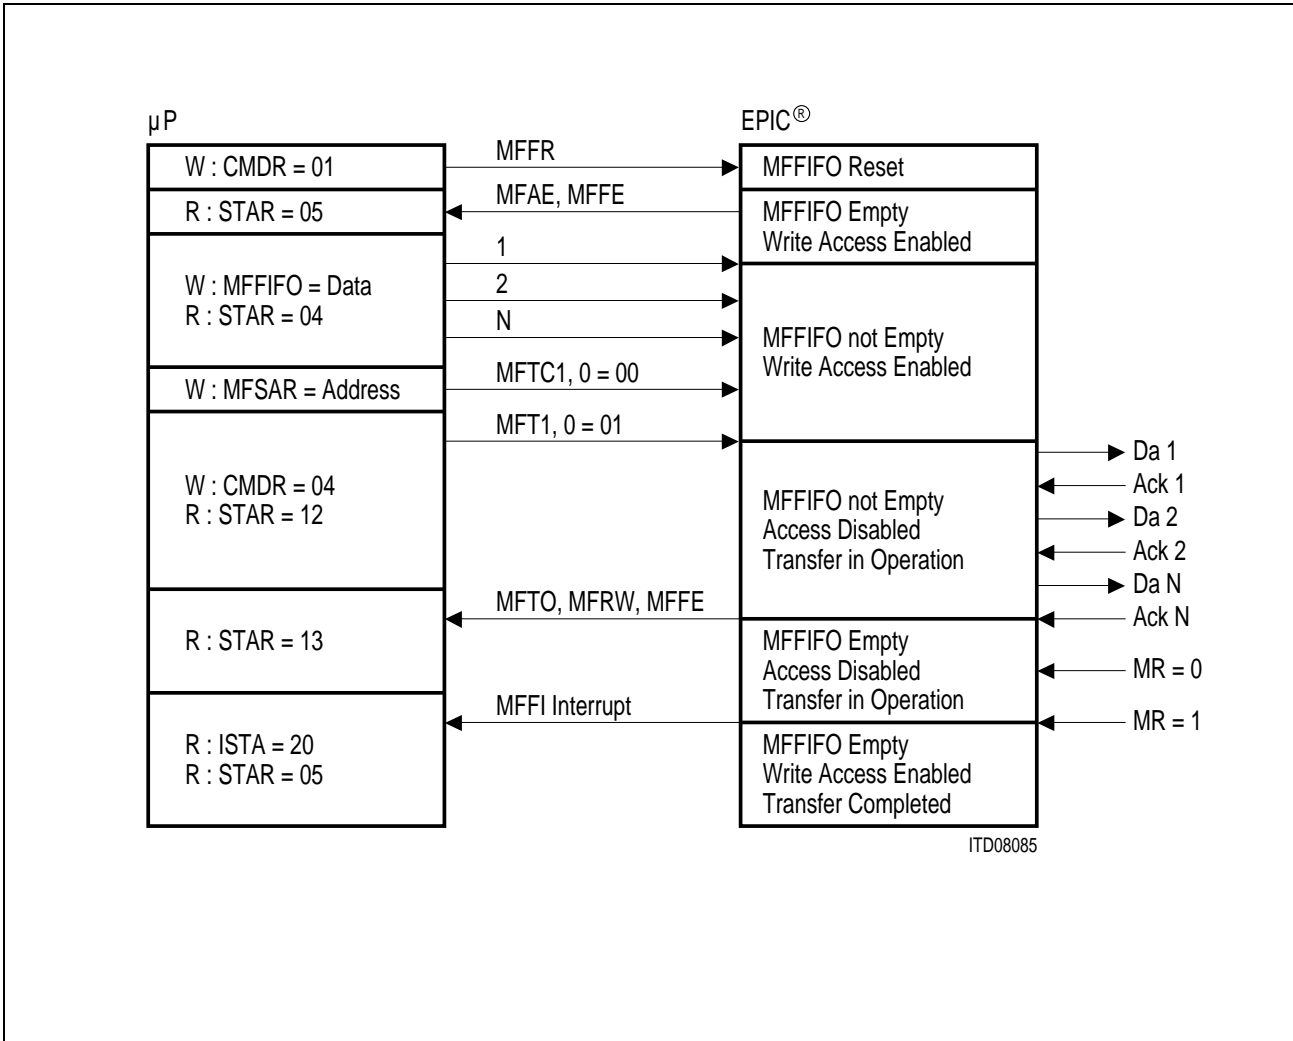 µP
EPIC®
W : CMDR = 01
MFFR
MFFIFO Reset
R : STAR = 05
MFAE, MFFE
MFFIFO Empty
Write Access Enabled
W : MFFIFO = Data
R : STAR = 04
1
2
N
MFFIFO not Empty
Write Access Enabled
W : MFSAR = Address
MFTC1, 0 = 00
MFT1, 0 = 01
W : CMDR = 04
R : STAR = 12
MFFIFO not Empty
Access Disabled
Transfer in Operation
Da 1
Ack 1
Da 2
Ack 2
Da N
Ack N
R : STAR = 13
MFTO, MFRW, MFFE
MFFIFO Empty
Access Disabled
Transfer in Operation
MR = 0
MR = 1
R : ISTA = 20
R : STAR = 05
MFFI Interrupt
MFFIFO Empty
Write Access Enabled
Transfer Completed
ITD08085